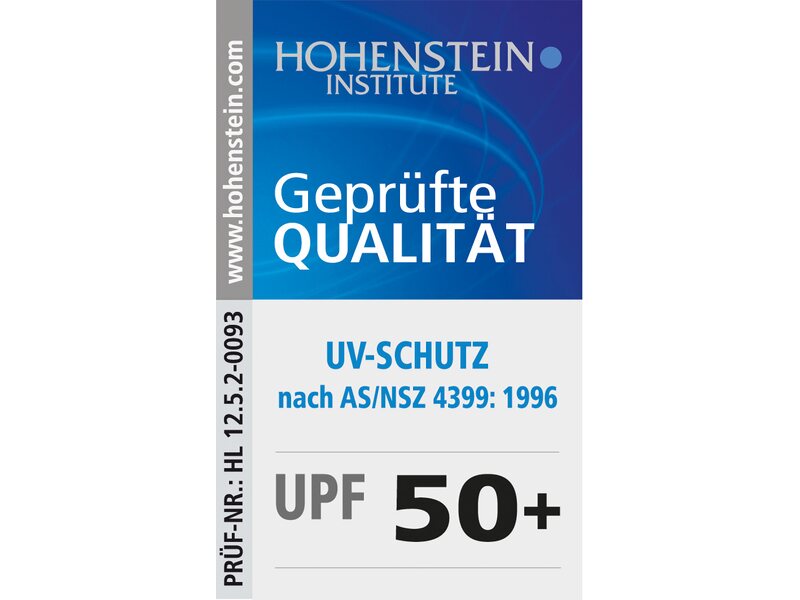 HOHENSTEIN
INSTITUTE
www.hohenstein.com
Geprüfte
QUALITÄT
PRÜF-NR.: HL 12.5.2-0093
UV-SCHUTZ
nach AS/NSZ 4399: 1996
UPF 50+